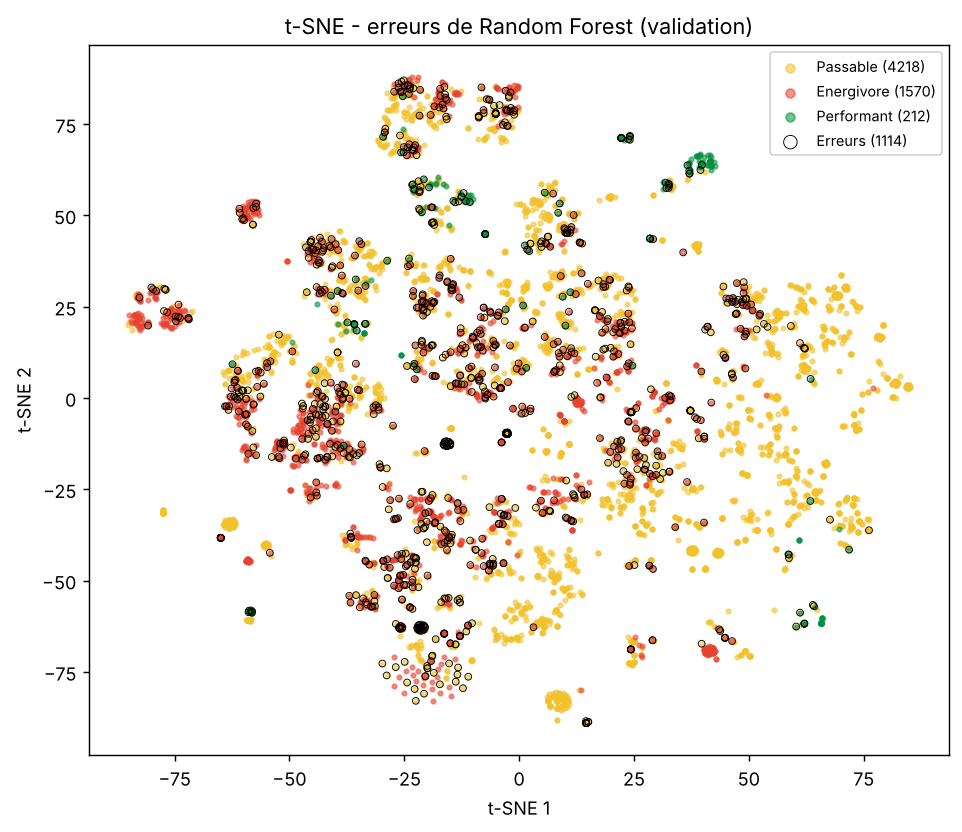 t-SNE - erreurs de Random Forest (validation)
Passable (4218)
Energivore (1570)
Performant (212)
Erreurs (1114)
75
50
25
0
−25
−50
−75
t-SNE 2
−75
−50
−25
0
25
50
75
t-SNE 1